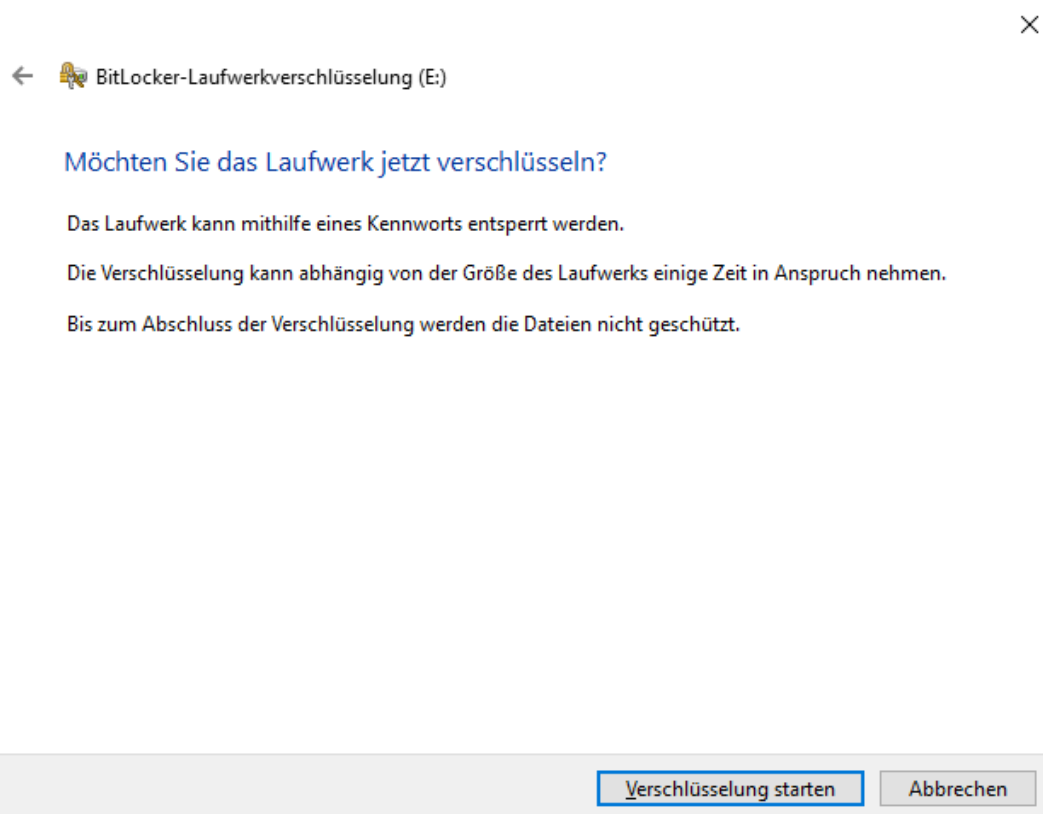 BitLocker-Laufwerkverschlüsselung (E:)
Möchten Sie das Laufwerk jetzt verschlüsseln?
Das Laufwerk kann mithilfe eines Kennworts entsperrt werden.
Die Verschlüsselung kann abhängig von der Größe des Laufwerks einige Zeit in Anspruch nehmen.
Bis zum Abschluss der Verschlüsselung werden die Dateien nicht geschützt.
Verschlüsselung starten
Abbrechen